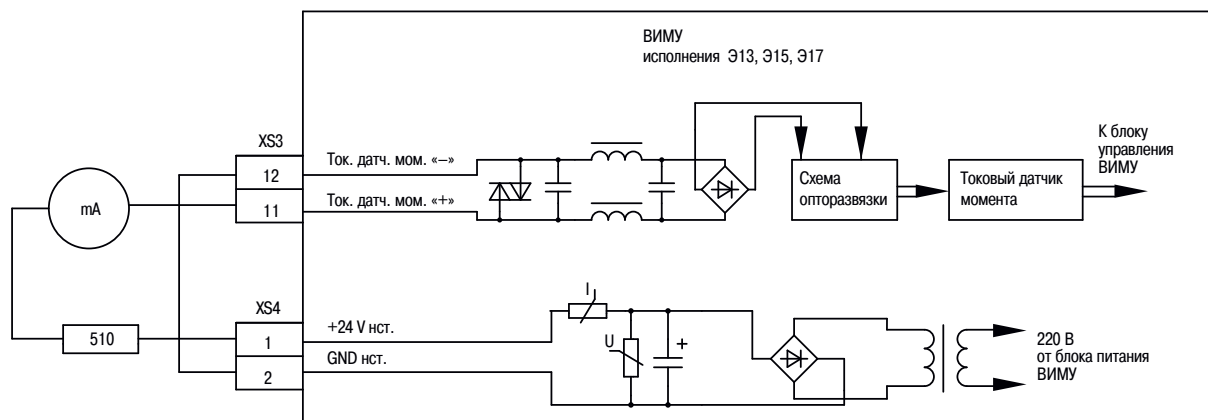 ВИМУ
исполнения Э13, Э15, Э17
XS3
12
11
Ток. датч. мом. «–»
Ток. датч. мом. «+»
mA
Схема
опторазвязки
Токовый датчик
момента
К блоку
управления
ВИМУ
XS4
1
2
510
+24 V нст.
GND нст.
I
U
+
220 В
от блока питания
ВИМУ